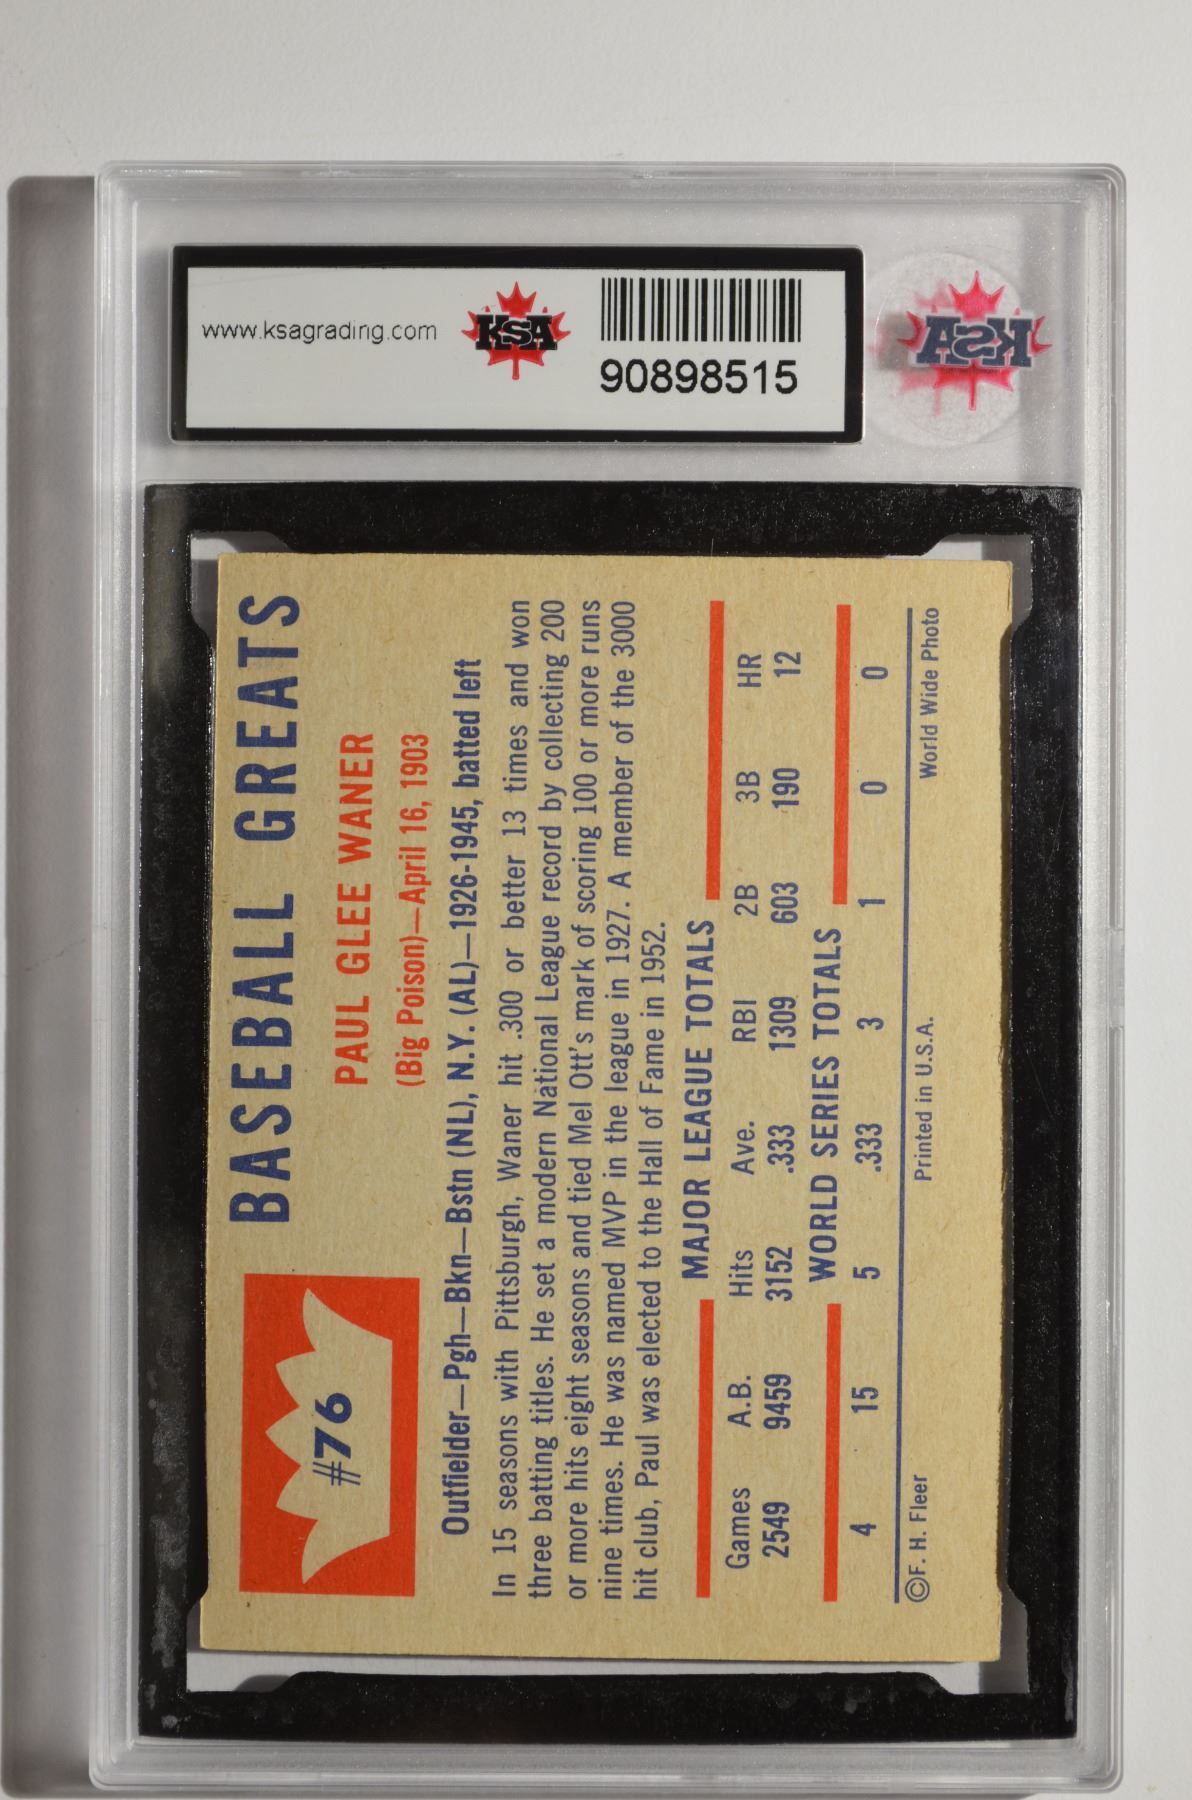 www.ksagrading.com
KSA
90898515
KSA
#76
BASEBALL GREATS
PAUL GLEE WANER
(Big Poison)—April 16, 1903
Outfielder—Pgh—Bkn—Bstn (NL), N.Y. (AL)—1926-1945, batted left
In 15 seasons with Pittsburgh, Waner hit .300 or better 13 times and won
three batting titles. He set a modern National League record by collecting 200
or more hits eight seasons and tied Mel Ott's mark of scoring 100 or more runs
nine times. He was named MVP in the league in 1927. A member of the 3000
hit club, Paul was elected to the Hall of Fame in 1952.
MAJOR LEAGUE TOTALS
Games A.B. Hits Ave. RBI 2B 3B HR
2549 9459 3152 .333 1309 603 190 12
WORLD SERIES TOTALS
4 15 5 .333 3 1 0 0
©F. H. Fleer Printed in U.S.A. World Wide Photo